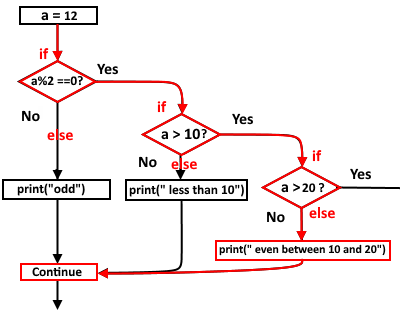 a = 12
if
a%2 ==0?
Yes
No
else
if
a > 10?
Yes
No
else
if
a >20 ?
Yes
No
else
print("odd")
print(" less than 10")
print(" even between 10 and 20")
Continue